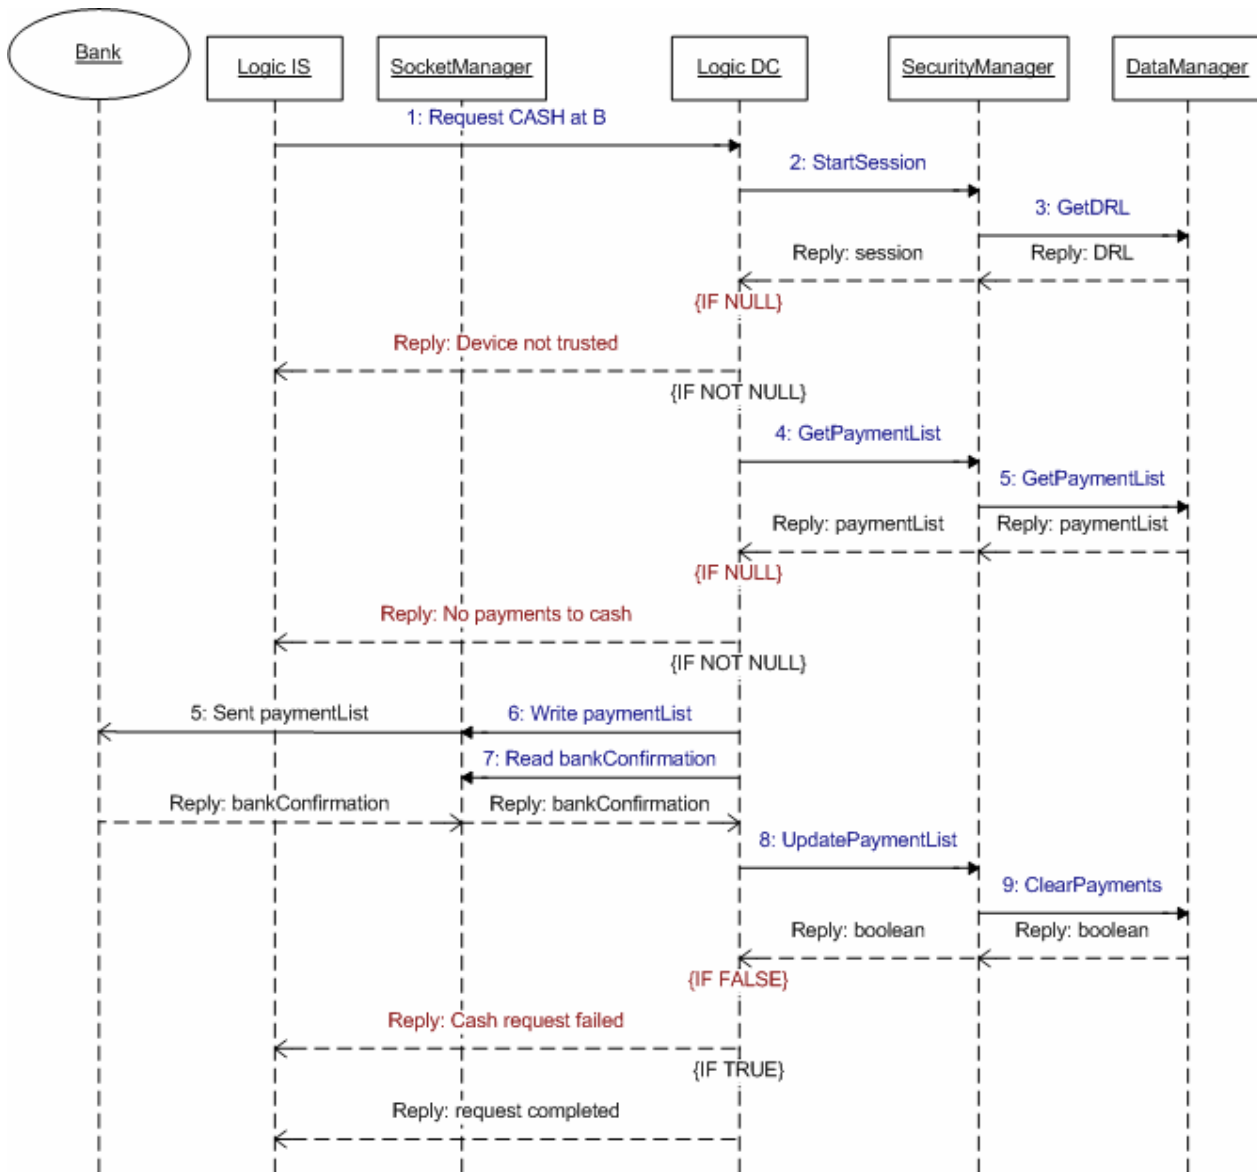 Bank
Logic IS
SocketManager
Logic DC
SecurityManager
DataManager
1: Request CASH at B
2: StartSession
3: GetDRL
Reply: session
Reply: DRL
{IF NULL}
Reply: Device not trusted
{IF NOT NULL}
4: GetPaymentList
5: GetPaymentList
Reply: paymentList
Reply: paymentList
{IF NULL}
Reply: No payments to cash
{IF NOT NULL}
5: Sent paymentList
6: Write paymentList
7: Read bankConfirmation
Reply: bankConfirmation
Reply: bankConfirmation
8: UpdatePaymentList
9: ClearPayments
Reply: boolean
Reply: boolean
{IF FALSE}
Reply: Cash request failed
{IF TRUE}
Reply: request completed